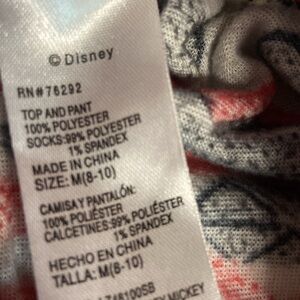 © Disney
RN#76292
TOP AND PANT
100% POLYESTER
SOCKS: 99% POLYESTER
1% SPANDEX
MADE IN CHINA
SIZE: M(8-10)
CAMISA Y PANTALÓN:
100% POLIÉSTER
CALCETINES: 99% POLIÉSTER
1% SPANDEX
HECHO EN CHINA
TALLA: M(8-10)
MICKEY